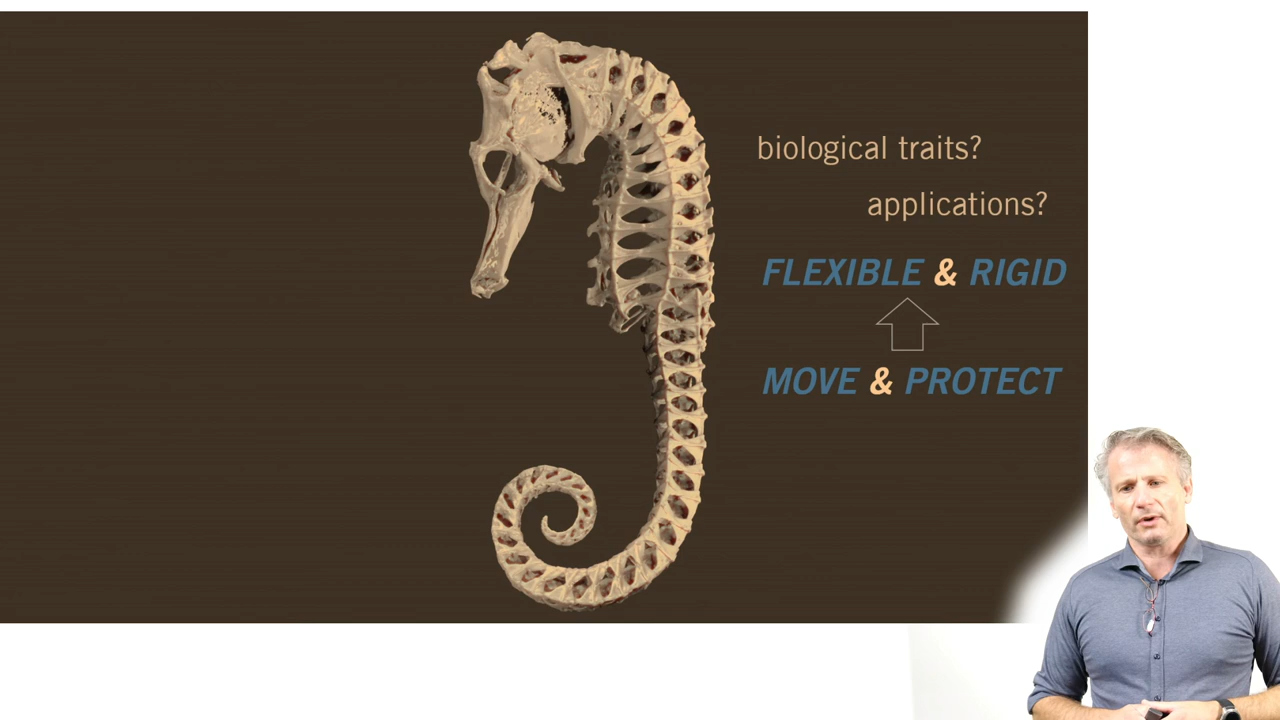 biological traits?
applications?
FLEXIBLE & RIGID
MOVE & PROTECT